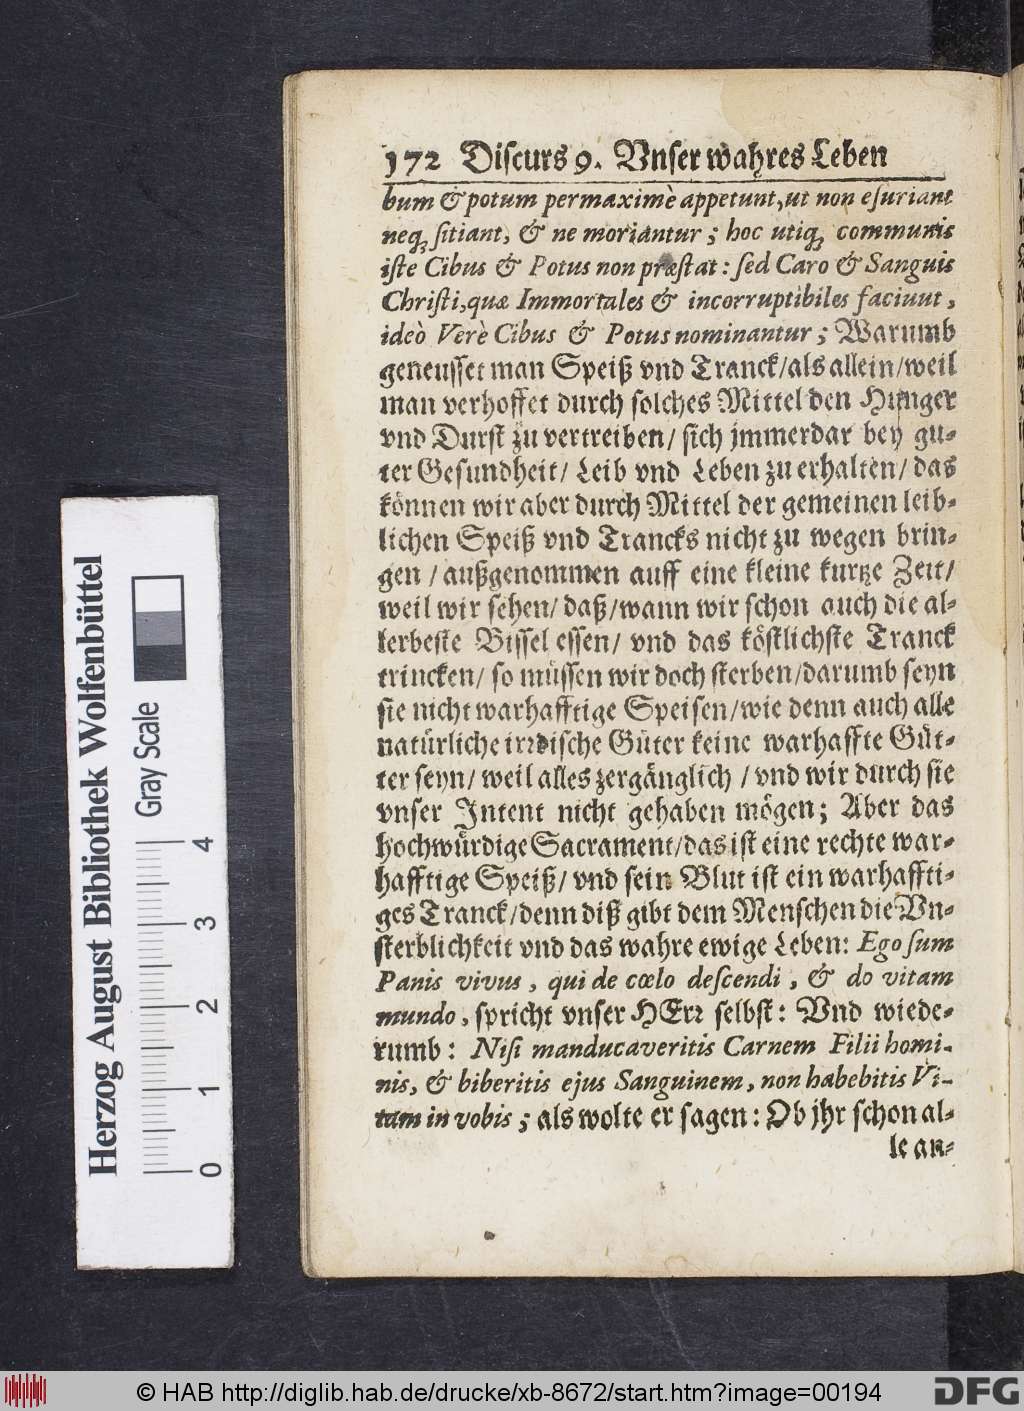 172 Discurs 9. Vnser wahres Leben
bum & potum permaximè appetunt, ut non eſuriant
neq; ſitiant, & ne moriantur; hoc utiq; communis
iſte Cibus & Potus non præſtat: ſed Caro & Sanguis
Chriſti, quæ Immortales & incorruptibiles faciuut,
ideò Verè Cibus & Potus nominantur; Warumb
geneuſſet man Speiß vnd Tranck/als allein/weil
man verhoffet durch ſolches Mittel den Hunger
vnd Durſt zu vertreiben/ ſich jmmerdar bey gu-
ter Geſundheit/ Leib vnd Leben zu erhalten/ das
können wir aber durch Mittel der gemeinen leib-
lichen Speiß vnd Trancks nicht zu wegen brin-
gen / außgenommen auff eine kleine kurtze Zeit/
weil wir ſehen/ daß/wann wir ſchon auch die al-
lerbeſte Biſſel eſſen/ vnd das köſtlichſte Tranck
trincken/ ſo müſſen wir doch ſterben/darumb ſeyn
ſie nicht warhafftige Speiſen/wie denn auch alle
natürliche irꝛdiſche Güter keine warhaffte Güt-
ter ſeyn/ weil alles zergänglich / vnd wir durch ſie
vnſer Intent nicht gehaben mögen; Aber das
hochwürdige Sacrament/das iſt eine rechte war-
hafftige Speiß/ vnd ſein Blut iſt ein warhaffti-
ges Tranck/denn diß gibt dem Menſchen die Vn-
ſterblichkeit vnd das wahre ewige Leben: Ego ſum
Panis vivus, qui de cœlo deſcendi, & do vitam
mundo, ſpricht vnſer HErꝛ ſelbſt: Vnd wiede-
rumb: Niſi manducaveritis Carnem Filii homi-
nis, & biberitis ejus Sanguinem, non habebitis Vi-
tam in vobis; als wolte er ſagen: Ob jhr ſchon al-
le an-
Herzog August Bibliothek Wolfenbüttel
Gray Scale
0 1 2 3 4
© HAB http://diglib.hab.de/drucke/xb-8672/start.htm?image=00194
DFG